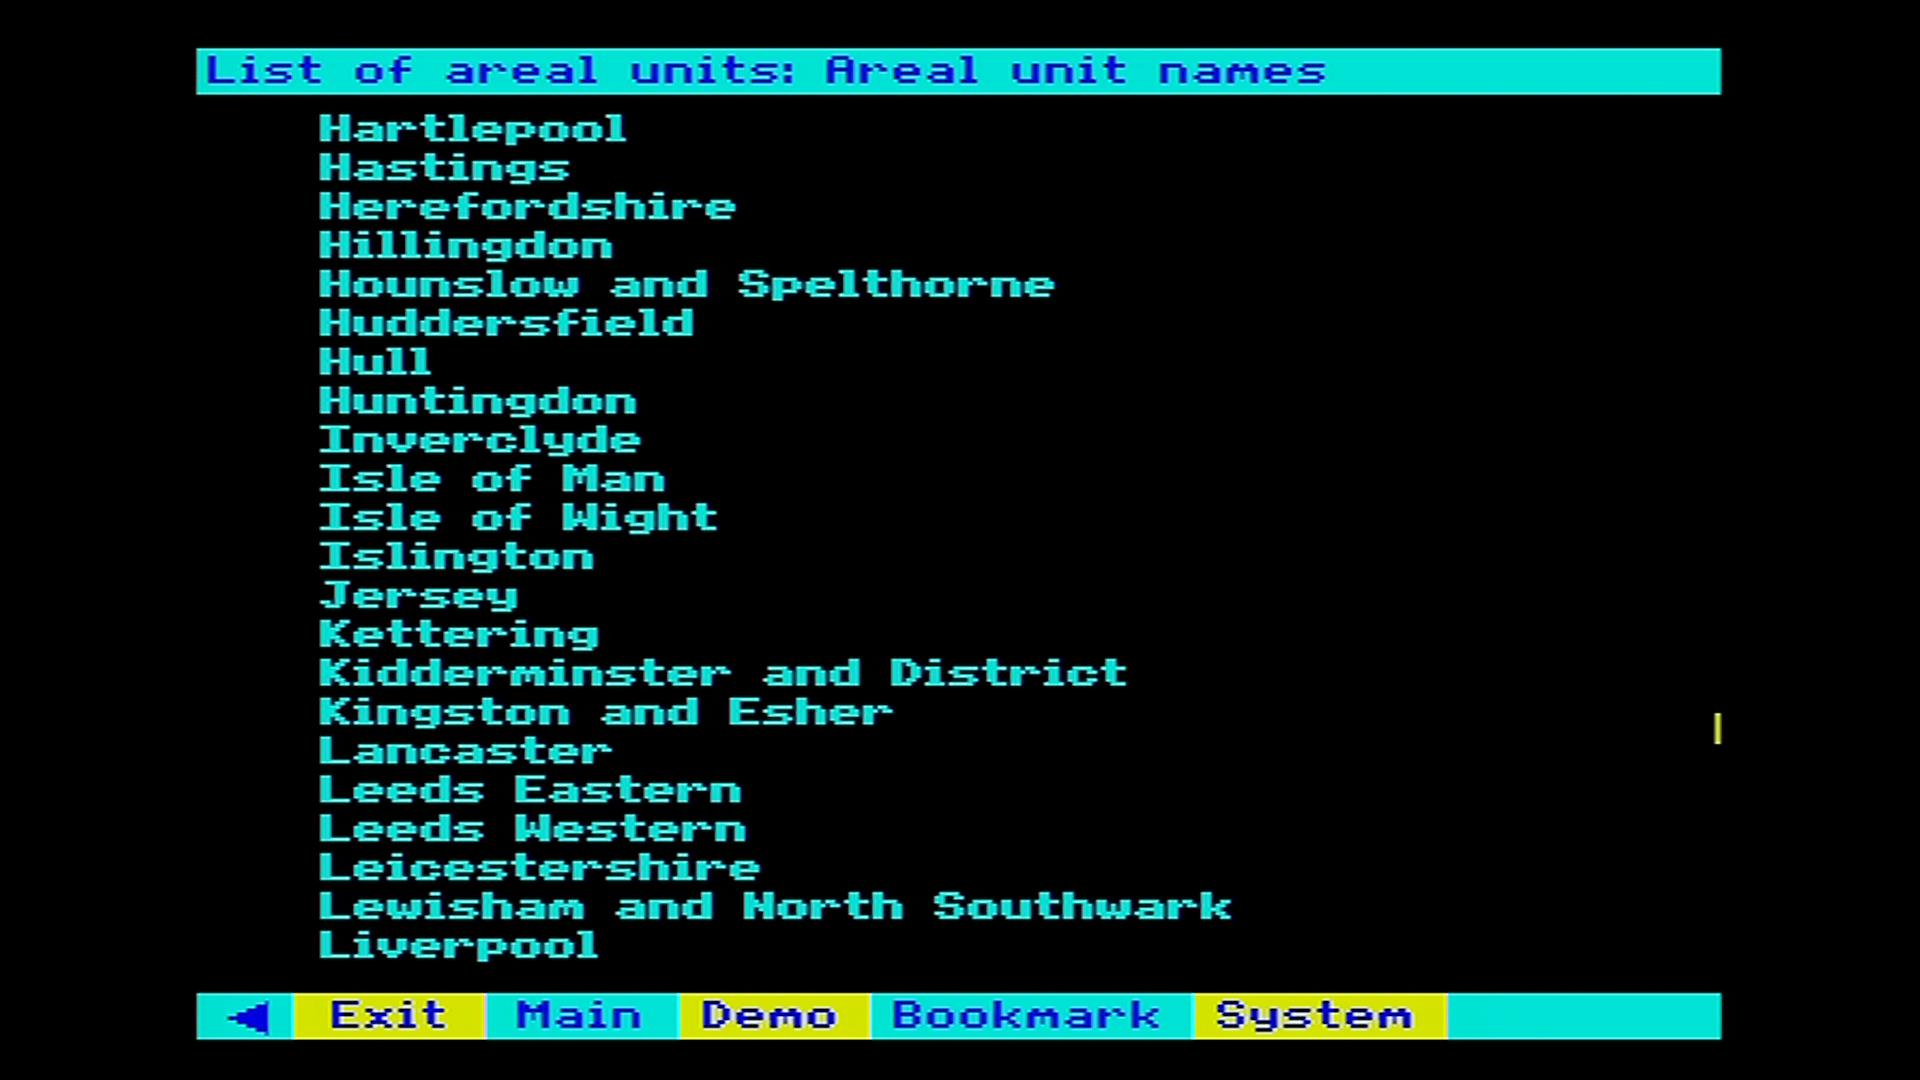 List of areal units: Areal unit names
Hartlepool
Hastings
Herefordshire
Hillingdon
Hounslow and Spelthorne
Huddersfield
Hull
Huntingdon
Inverclyde
Isle of Man
Isle of Wight
Islington
Jersey
Kettering
Kidderminster and District
Kingston and Esher
Lancaster
Leeds Eastern
Leeds Western
Leicestershire
Lewisham and North Southwark
Liverpool
Exit Main Demo Bookmark System